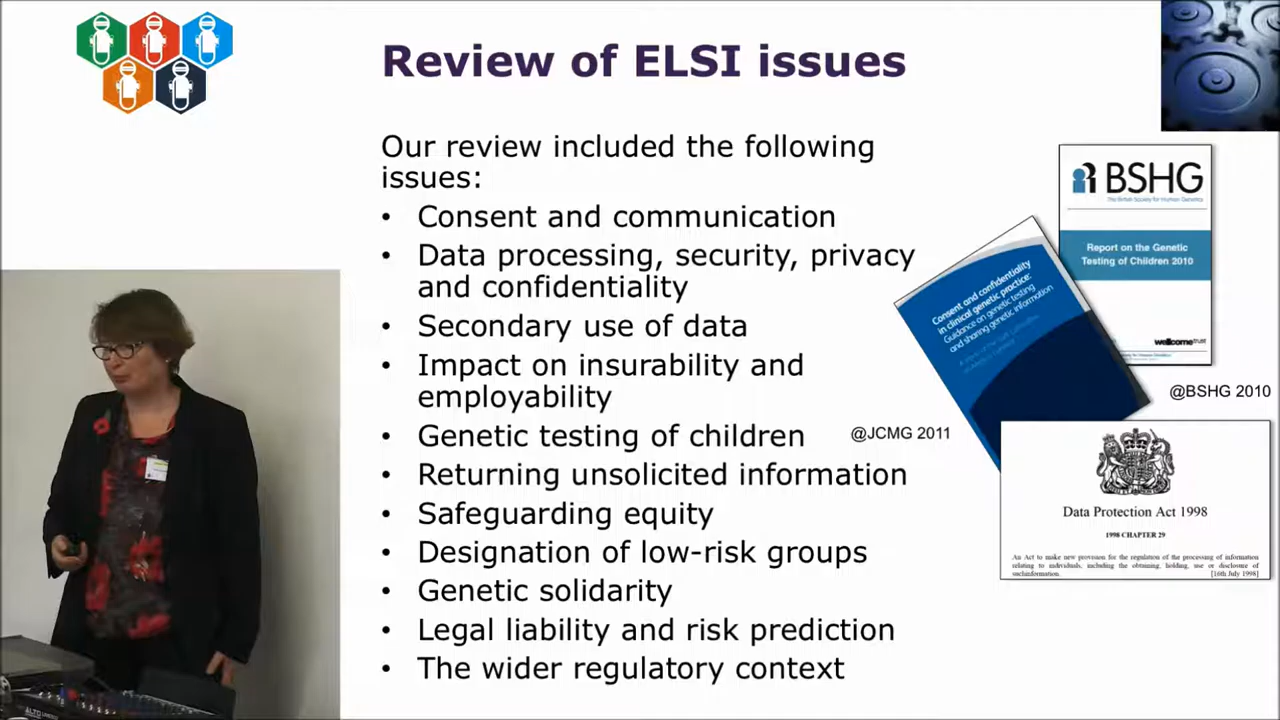 Review of ELSI issues
Our review included the following
issues:
• Consent and communication
• Data processing, security, privacy
and confidentiality
• Secondary use of data
• Impact on insurability and
employability
• Genetic testing of children
• Returning unsolicited information
• Safeguarding equity
• Designation of low-risk groups
• Genetic solidarity
• Legal liability and risk prediction
• The wider regulatory context
BSHG
The British Society for Human Genetics
Report on the Genetic
Testing of Children 2010
wellcometrust
@BSHG 2010
Consent and confidentiality
in clinical genetic practice:
Guidance on genetic testing
and sharing genetic information
@JCMG 2011
Data Protection Act 1998
1998 CHAPTER 29
An Act to make new provision for the regulation of the processing of information
relating to individuals, including the obtaining, holding, use or disclosure of
such information.
[16th July 1998]
ALTO